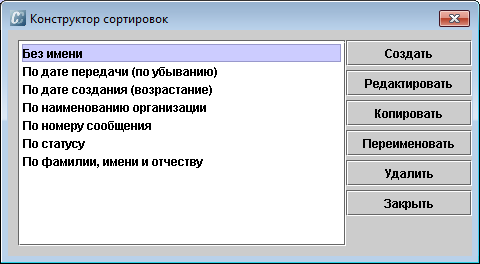 Конструктор сортировок
Без имени
По дате передачи (по убыванию)
По дате создания (возрастание)
По наименованию организации
По номеру сообщения
По статусу
По фамилии, имени и отчеству
Создать
Редактировать
Копировать
Переименовать
Удалить
Закрыть